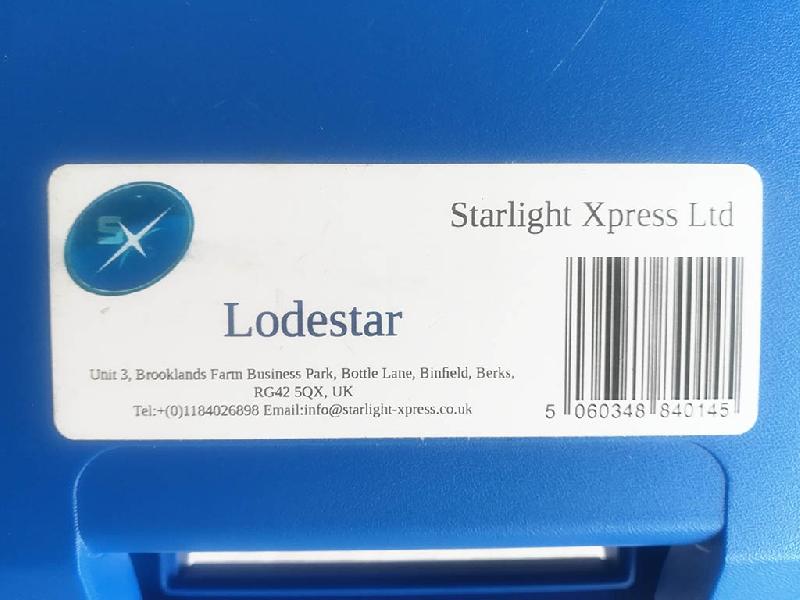 SX
Starlight Xpress Ltd
Lodestar
Unit 3, Brooklands Farm Business Park, Bottle Lane, Binfield, Berks,
RG42 5QX, UK
Tel:+(0)1184026898 Email:info@starlight-xpress.co.uk
5 060348 840145